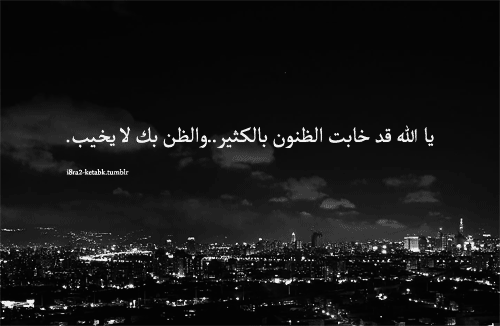 يا الله قد خابت الظنون بالكثير..والظن بك لا يخيب.
i8ra2-ketabk.tumblr